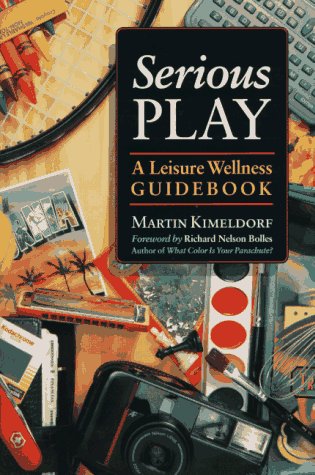 Serious
PLAY
A Leisure Wellness
GUIDEBOOK
MARTIN KIMELDORF
Foreword by Richard Nelson Bolles
Author of What Color Is Your Parachute?
Kodachrome